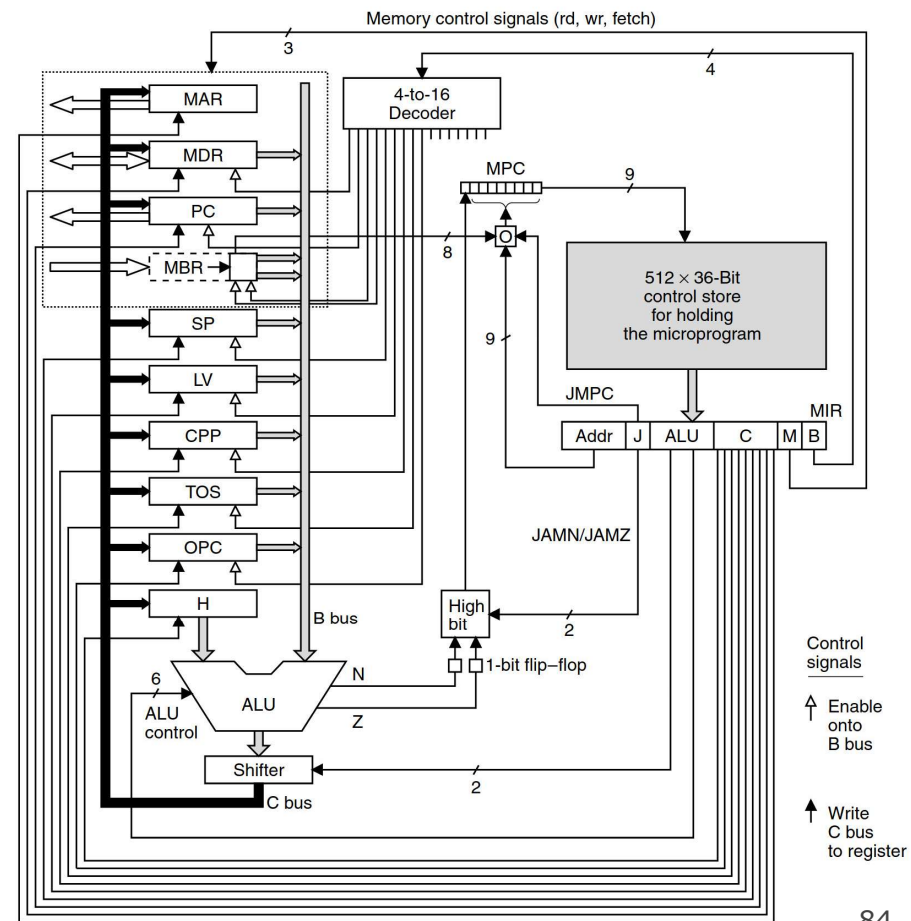 Memory control signals (rd, wr, fetch)
3
4
MAR
4-to-16
Decoder
MDR
MPC
9
PC
8
O
MBR
512 × 36-Bit
control store
for holding
the microprogram
SP
9
LV
JMPC
MIR
Addr J ALU C M B
CPP
TOS
JAMN/JAMZ
OPC
H
High
bit
B bus
2
Control
signals
1-bit flip–flop
N
6
ALU
Z
ALU
control
Enable
onto
B bus
Shifter
2
C bus
Write
C bus
to register
84